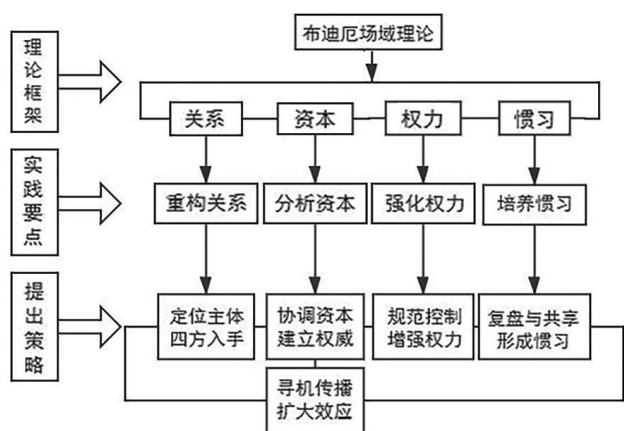 布迪厄场域理论
理论框架
关系
资本
权力
惯习
实践要点
重构关系
分析资本
强化权力
培养惯习
提出策略
定位主体
四方入手
协调资本
建立权威
规范控制
增强权力
复盘与共享
形成惯习
寻机传播
扩大效应